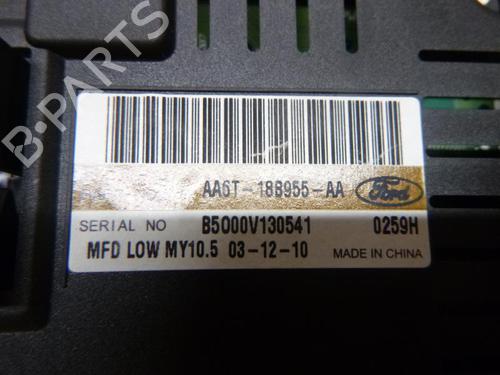 B-PARTS
AA6T-18B955-AA
Ford
SERIAL NO B5000V130541 0259H
MFD LOW MY10.5 03-12-10 MADE IN CHINA